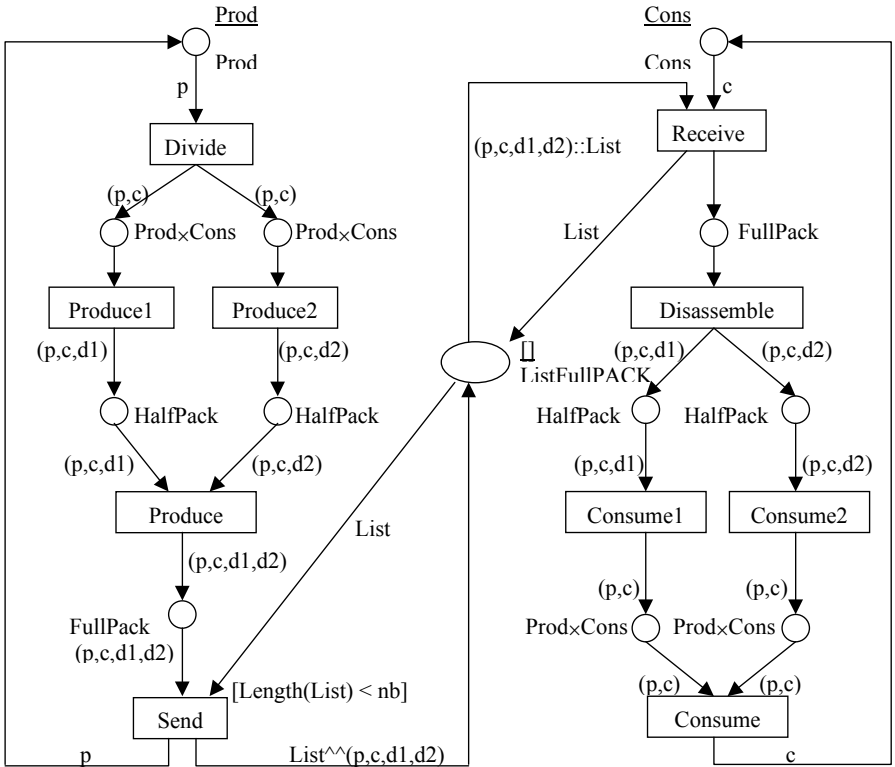 Prod
Cons
Prod
Cons
p
c
Divide
Receive
(p,c,d1,d2)::List
(p,c)
(p,c)
Prod×Cons
Prod×Cons
List
FullPack
Produce1
Produce2
Disassemble
(p,c,d1)
(p,c,d2)
[]
ListFullPACK
(p,c,d1)
(p,c,d2)
HalfPack
HalfPack
HalfPack
HalfPack
(p,c,d1)
(p,c,d2)
(p,c,d1)
(p,c,d2)
Produce
Consume1
Consume2
List
(p,c,d1,d2)
(p,c)
(p,c)
FullPack
(p,c,d1,d2)
Prod×Cons
Prod×Cons
[Length(List) < nb]
(p,c)
(p,c)
Send
Consume
p
List^^(p,c,d1,d2)
c